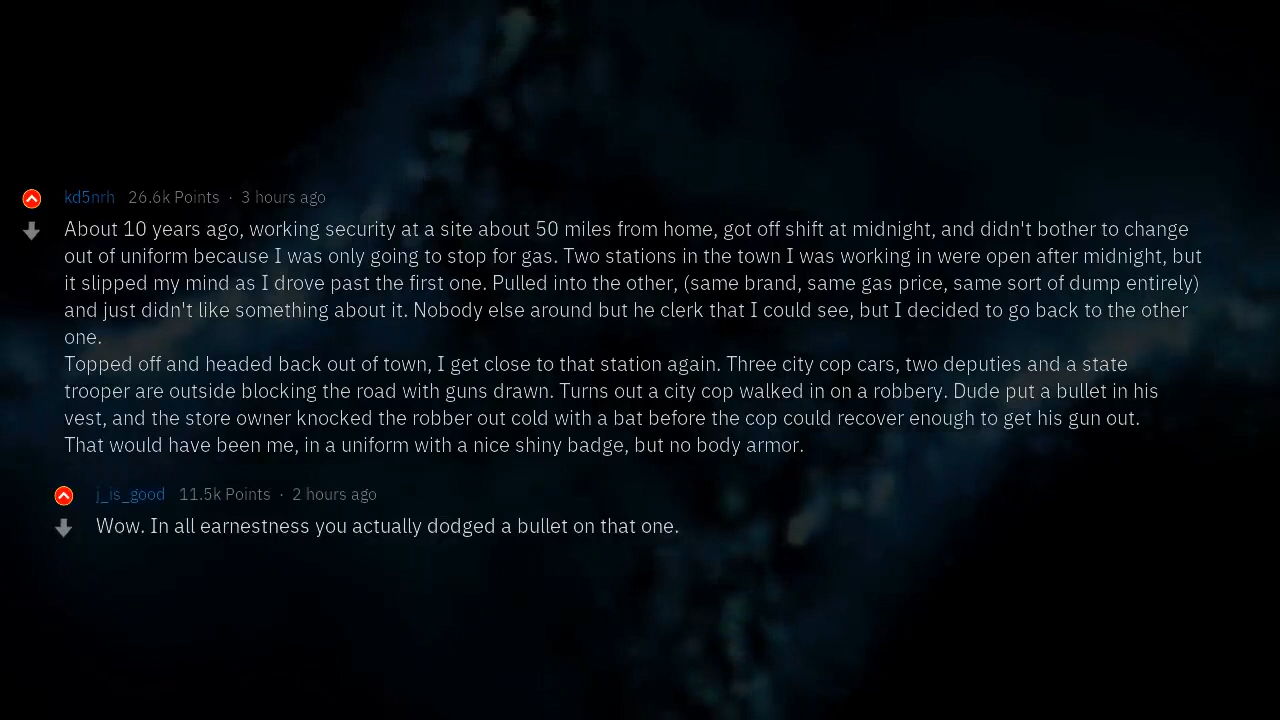 kd5nrh 26.6k Points · 3 hours ago
About 10 years ago, working security at a site about 50 miles from home, got off shift at midnight, and didn't bother to change
out of uniform because I was only going to stop for gas. Two stations in the town I was working in were open after midnight, but
it slipped my mind as I drove past the first one. Pulled into the other, (same brand, same gas price, same sort of dump entirely)
and just didn't like something about it. Nobody else around but he clerk that I could see, but I decided to go back to the other
one.
Topped off and headed back out of town, I get close to that station again. Three city cop cars, two deputies and a state
trooper are outside blocking the road with guns drawn. Turns out a city cop walked in on a robbery. Dude put a bullet in his
vest, and the store owner knocked the robber out cold with a bat before the cop could recover enough to get his gun out.
That would have been me, in a uniform with a nice shiny badge, but no body armor.
j_is_good 11.5k Points · 2 hours ago
Wow. In all earnestness you actually dodged a bullet on that one.